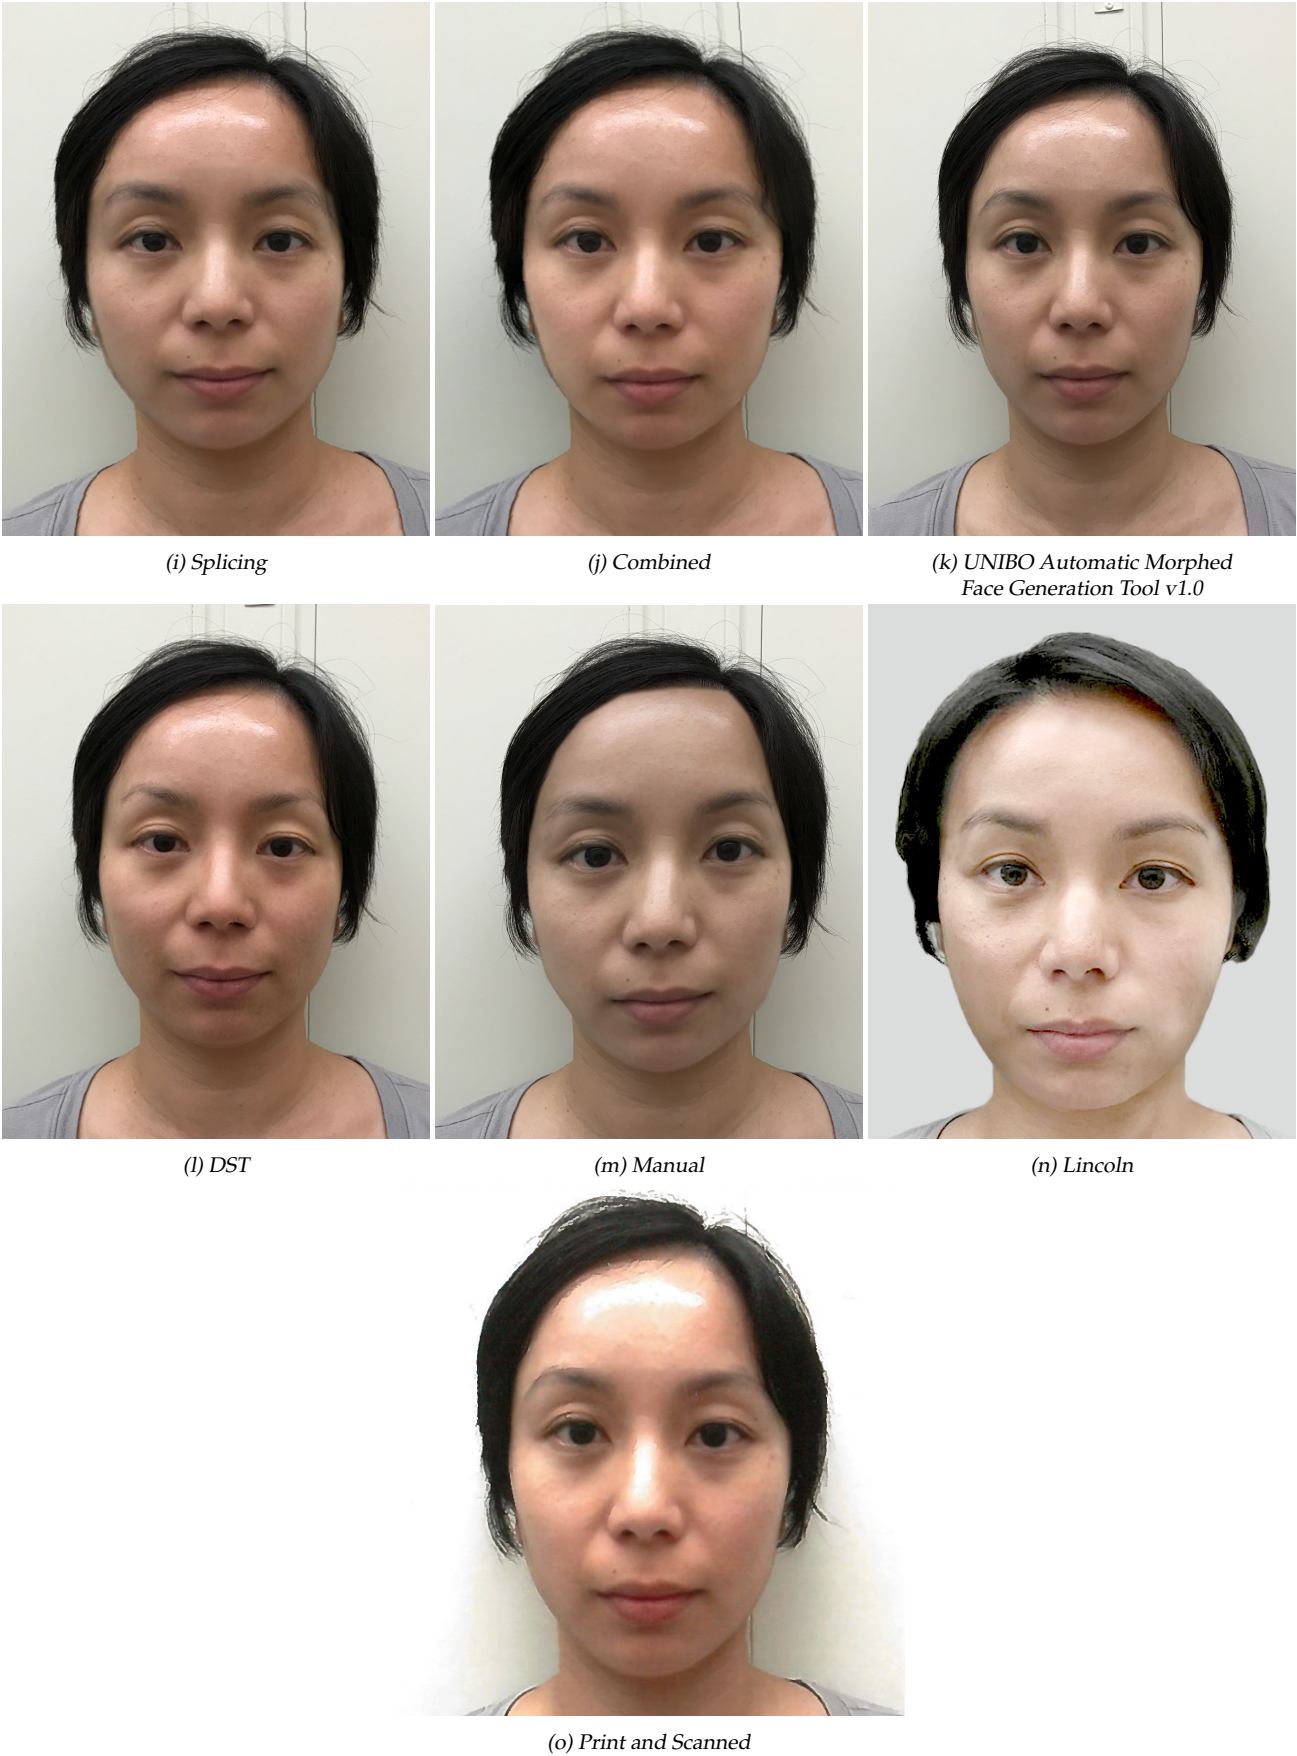 (i) Splicing
(j) Combined
(k) UNIBO Automatic Morphed
Face Generation Tool v1.0
(l) DST
(m) Manual
(n) Lincoln
(o) Print and Scanned